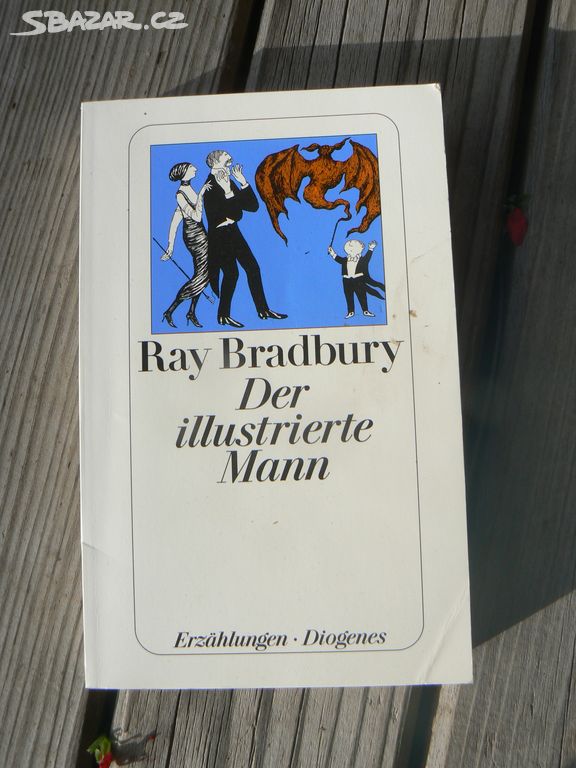 SBAZAR.CZ
Ray Bradbury
Der
illustrierte
Mann
Erzählungen · Diogenes